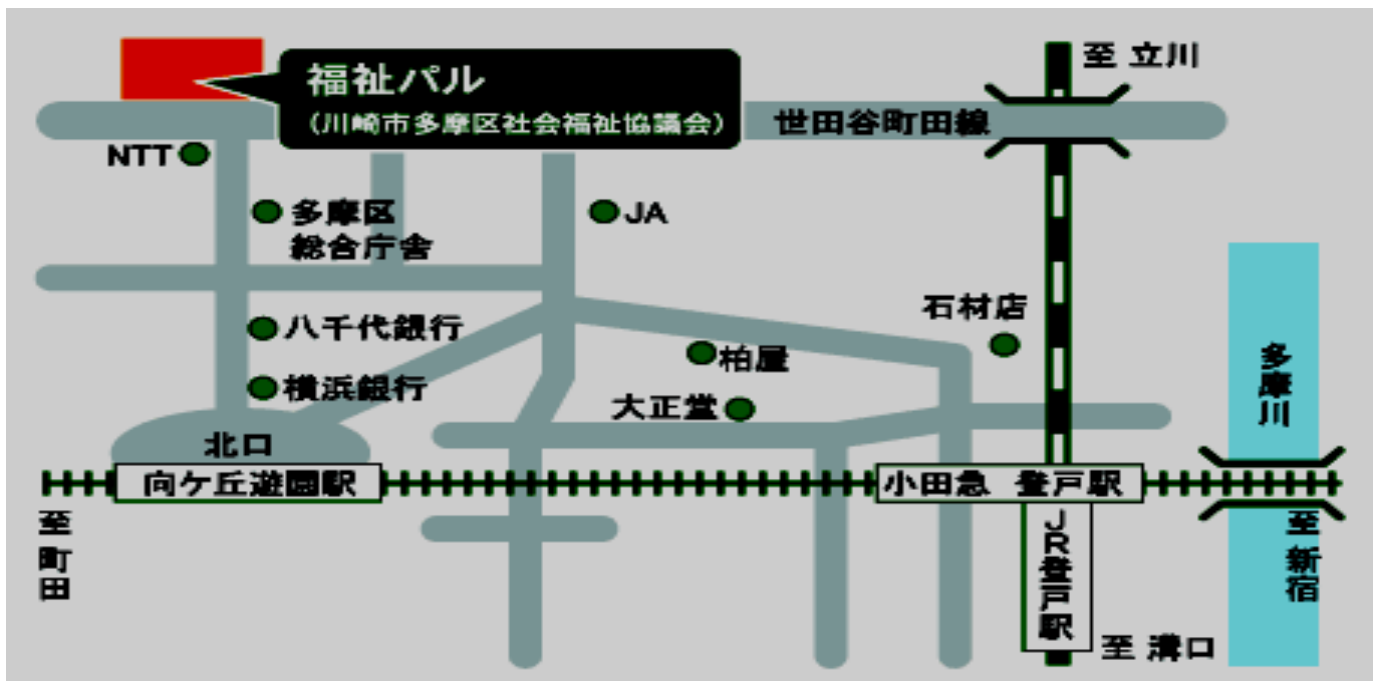 福祉パル
(川崎市多摩区社会福祉協議会)
至 立川
世田谷町田線
NTT
多摩区
総合庁舎
JA
石材店
八千代銀行
柏屋
多摩川
横浜銀行
大正堂
北口
向ケ丘遊園駅
小田急 登戸駅
至 町田
JR登戸駅
至 新宿
至 溝口